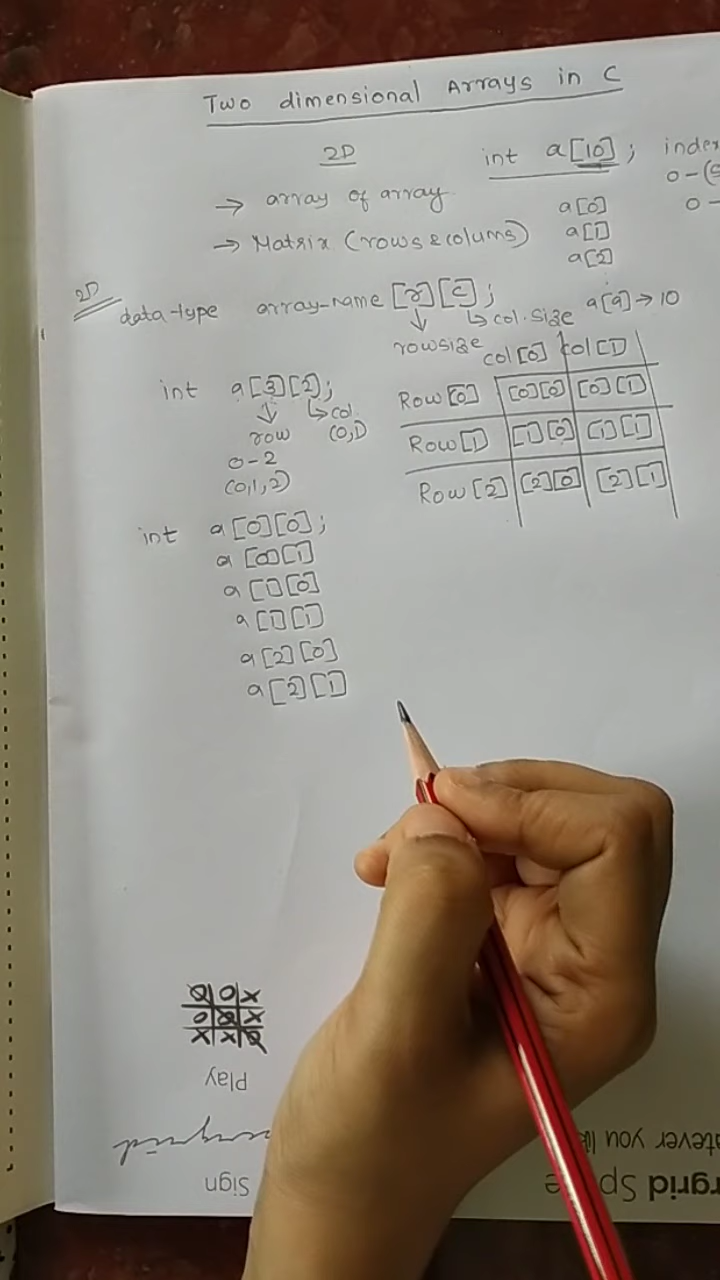 Two dimensional Arrays in C
2D
int a[10];
→ array of array
a[0]
→ Matrix (rows & colums)
a[1]
a[2]
2D
data-type array-name [r][c];
a[9] → 10
↓ rowsize
↳ col.size
int a[3][2];
↓ row
↳ col
0-2
(0,1)
(0,1,2)
col[0] col[1]
Row[0] [0][0] [0][1]
Row[1] [1][0] [1][1]
Row[2] [2][0] [2][1]
int a[0][0];
a[0][1]
a[1][0]
a[1][1]
a[2][0]
a[2][1]
O X
O X
X X
Play
Sign
you